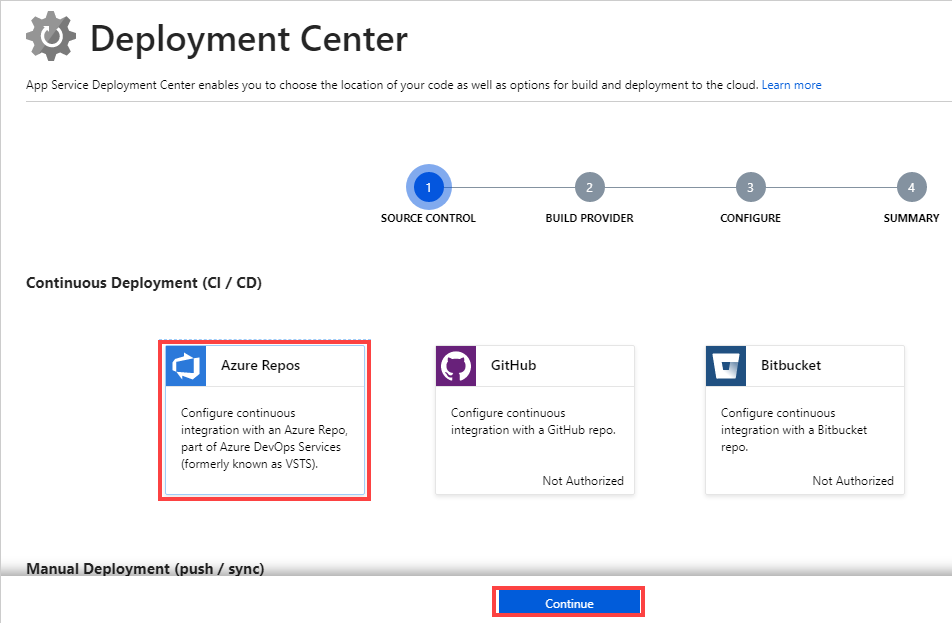 Deployment Center
App Service Deployment Center enables you to choose the location of your code as well as options for build and deployment to the cloud. Learn more
1
2
3
4
SOURCE CONTROL
BUILD PROVIDER
CONFIGURE
SUMMARY
Continuous Deployment (CI / CD)
Azure Repos
Configure continuous
integration with an Azure Repo,
part of Azure DevOps Services
(formerly known as VSTS).
GitHub
Configure continuous
integration with a GitHub repo.
Not Authorized
Bitbucket
Configure continuous
integration with a Bitbucket
repo.
Not Authorized
Manual Deployment (push / sync)
Continue